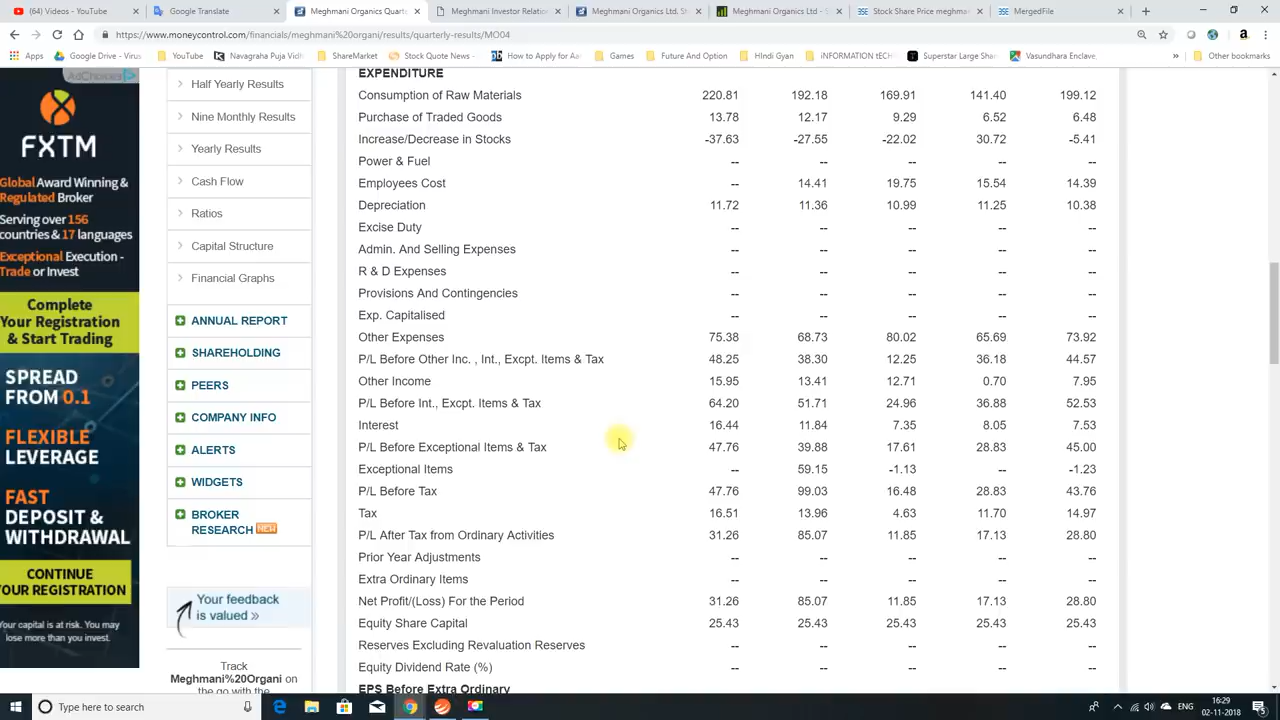 (64) Videos - YouTube
Google Translate
Meghmani Organics Quarte
Meghmani Investor Relation
Meghmani Organics Ltd. Sh
Meghmani Organics Ltd -
Stock Share Price meghma
MergedFile
https://www.moneycontrol.com/financials/meghmani%20organi/results/quarterly-results/MO04
Apps
Google Drive - Virus
YouTube
Navagraha Puja Vidh
ShareMarket
Stock Quote News -
How to Apply for Aa
Games
Future And Option
HIndi Gyan
iNFORMATION tECH
Superstar Large Shar
Vasundhara Enclave,
»
Other bookmarks
AdChoices
FXTM
Global Award Winning &
Regulated Broker
Serving over 156
countries & 17 languages
Exceptional Execution -
Trade or Invest
Complete
Your Registration
& Start Trading
SPREAD
FROM 0.1
FLEXIBLE
LEVERAGE
FAST
DEPOSIT &
WITHDRAWAL
CONTINUE
YOUR REGISTRATION
Your capital is at risk. You may
lose more than you invest.
Half Yearly Results
Nine Monthly Results
Yearly Results
Cash Flow
Ratios
Capital Structure
Financial Graphs
ANNUAL REPORT
SHAREHOLDING
PEERS
COMPANY INFO
ALERTS
WIDGETS
BROKER
RESEARCH NEW
Your feedback
is valued »
Track
Meghmani%20Organi on
the go with the
EXPENDITURE
Consumption of Raw Materials 220.81 192.18 169.91 141.40 199.12
Purchase of Traded Goods 13.78 12.17 9.29 6.52 6.48
Increase/Decrease in Stocks -37.63 -27.55 -22.02 30.72 -5.41
Power & Fuel -- -- -- -- --
Employees Cost -- 14.41 19.75 15.54 14.39
Depreciation 11.72 11.36 10.99 11.25 10.38
Excise Duty -- -- -- -- --
Admin. And Selling Expenses -- -- -- -- --
R & D Expenses -- -- -- -- --
Provisions And Contingencies -- -- -- -- --
Exp. Capitalised -- -- -- -- --
Other Expenses 75.38 68.73 80.02 65.69 73.92
P/L Before Other Inc. , Int., Excpt. Items & Tax 48.25 38.30 12.25 36.18 44.57
Other Income 15.95 13.41 12.71 0.70 7.95
P/L Before Int., Excpt. Items & Tax 64.20 51.71 24.96 36.88 52.53
Interest 16.44 11.84 7.35 8.05 7.53
P/L Before Exceptional Items & Tax 47.76 39.88 17.61 28.83 45.00
Exceptional Items -- 59.15 -1.13 -- -1.23
P/L Before Tax 47.76 99.03 16.48 28.83 43.76
Tax 16.51 13.96 4.63 11.70 14.97
P/L After Tax from Ordinary Activities 31.26 85.07 11.85 17.13 28.80
Prior Year Adjustments -- -- -- -- --
Extra Ordinary Items -- -- -- -- --
Net Profit/(Loss) For the Period 31.26 85.07 11.85 17.13 28.80
Equity Share Capital 25.43 25.43 25.43 25.43 25.43
Reserves Excluding Revaluation Reserves -- -- -- -- --
Equity Dividend Rate (%) -- -- -- -- --
EPS Before Extra Ordinary
Type here to search
ENG
16:29
02-11-2018